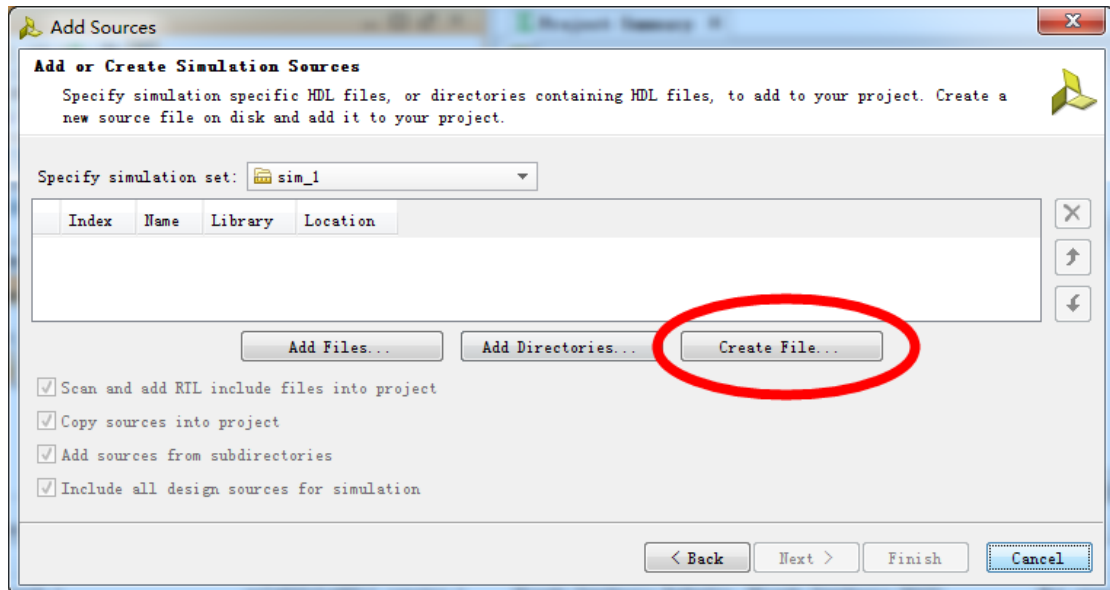 Add Sources
Project Summary
Add or Create Simulation Sources
Specify simulation specific HDL files, or directories containing HDL files, to add to your project. Create a
new source file on disk and add it to your project.
Specify simulation set: sim_1
Index Name Library Location
Add Files... Add Directories... Create File...
Scan and add RTL include files into project
Copy sources into project
Add sources from subdirectories
Include all design sources for simulation
< Back Next > Finish Cancel